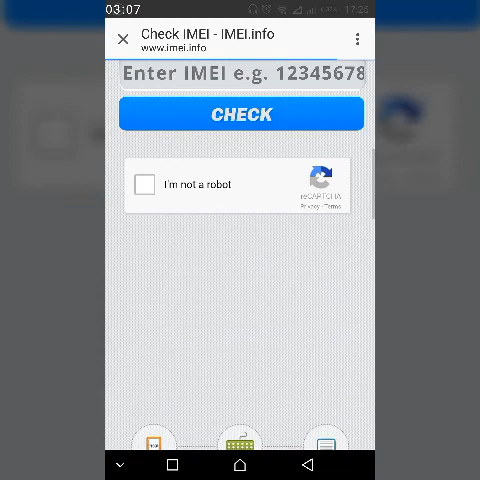 03:07
17:25
Check IMEI - IMEI.info
www.imei.info
Enter IMEI e.g. 12345678
CHECK
I'm not a robot
reCAPTCHA
Privacy - Terms